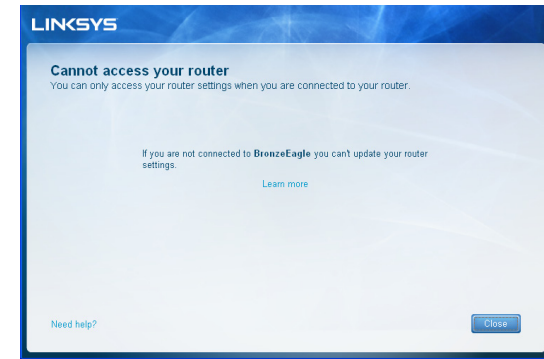 LINKSYS
Cannot access your router
You can only access your router settings when you are connected to your router.
If you are not connected to BronzeEagle you can't update your router
settings.
Learn more
Need help?
Close